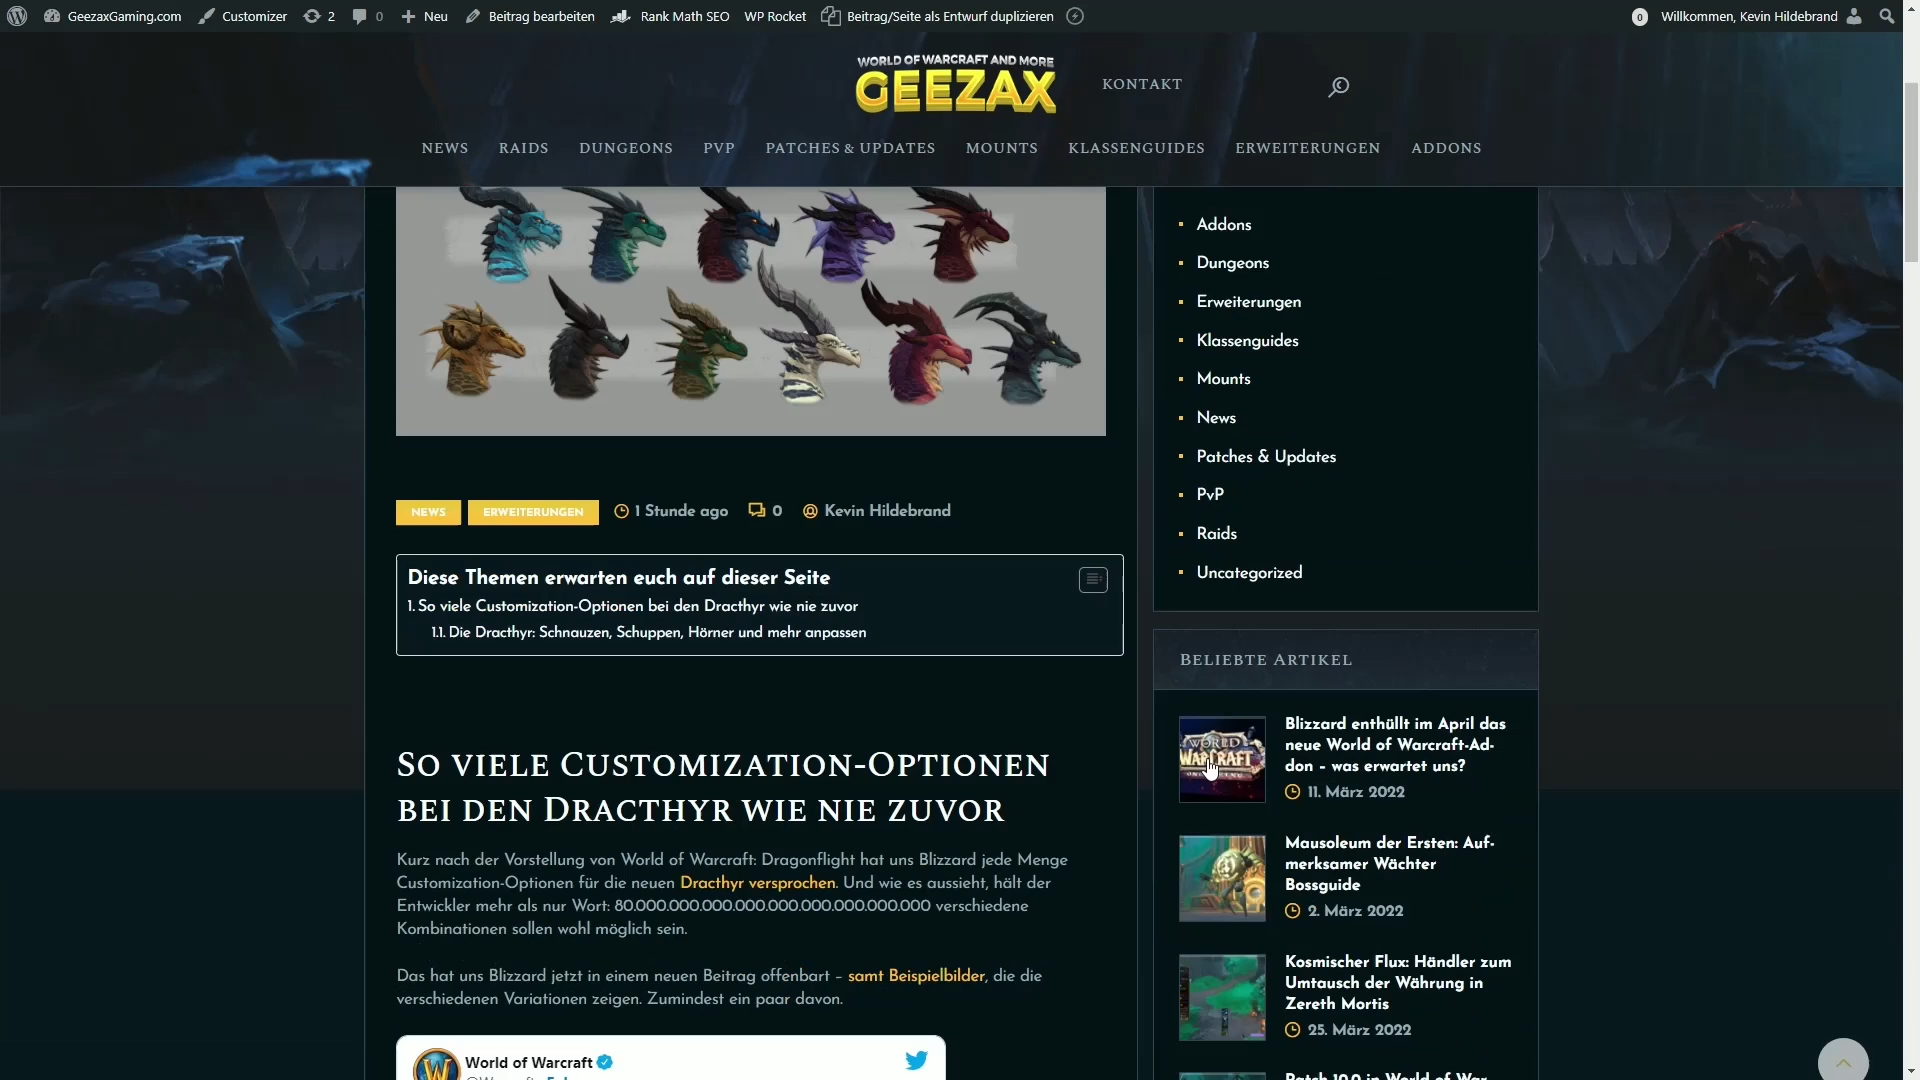 GeezaxGaming.com Customizer 2 0 Neu Beitrag bearbeiten Rank Math SEO WP Rocket Beitrag/Seite als Entwurf duplizieren 0 Willkommen, Kevin Hildebrand
WORLD OF WARCRAFT AND MORE
GEEZAX
KONTAKT
NEWS RAIDS DUNGEONS PVP PATCHES & UPDATES MOUNTS KLASSENGUIDES ERWEITERUNGEN ADDONS
NEWS ERWEITERUNGEN 1 Stunde ago 0 Kevin Hildebrand
Diese Themen erwarten euch auf dieser Seite
1. So viele Customization-Optionen bei den Dracthyr wie nie zuvor
1.1. Die Dracthyr: Schnauzen, Schuppen, Hörner und mehr anpassen
So viele Customization-Optionen
bei den Dracthyr wie nie zuvor
Kurz nach der Vorstellung von World of Warcraft: Dragonflight hat uns Blizzard jede Menge
Customization-Optionen für die neuen Dracthyr versprochen. Und wie es aussieht, hält der
Entwickler mehr als nur Wort: 80.000.000.000.000.000.000.000.000.000 verschiedene
Kombinationen sollen wohl möglich sein.
Das hat uns Blizzard jetzt in einem neuen Beitrag offenbart – samt Beispielbilder, die die
verschiedenen Variationen zeigen. Zumindest ein paar davon.
World of Warcraft
Addons
Dungeons
Erweiterungen
Klassenguides
Mounts
News
Patches & Updates
PvP
Raids
Uncategorized
Beliebte Artikel
WORLD
WARCRAFT
Blizzard enthüllt im April das
neue World of Warcraft-Ad-
don – was erwartet uns?
11. März 2022
Mausoleum der Ersten: Auf-
merksamer Wächter
Bossguide
2. März 2022
Kosmischer Flux: Händler zum
Umtausch der Währung in
Zereth Mortis
25. März 2022
Patch 10.0 in World of War-